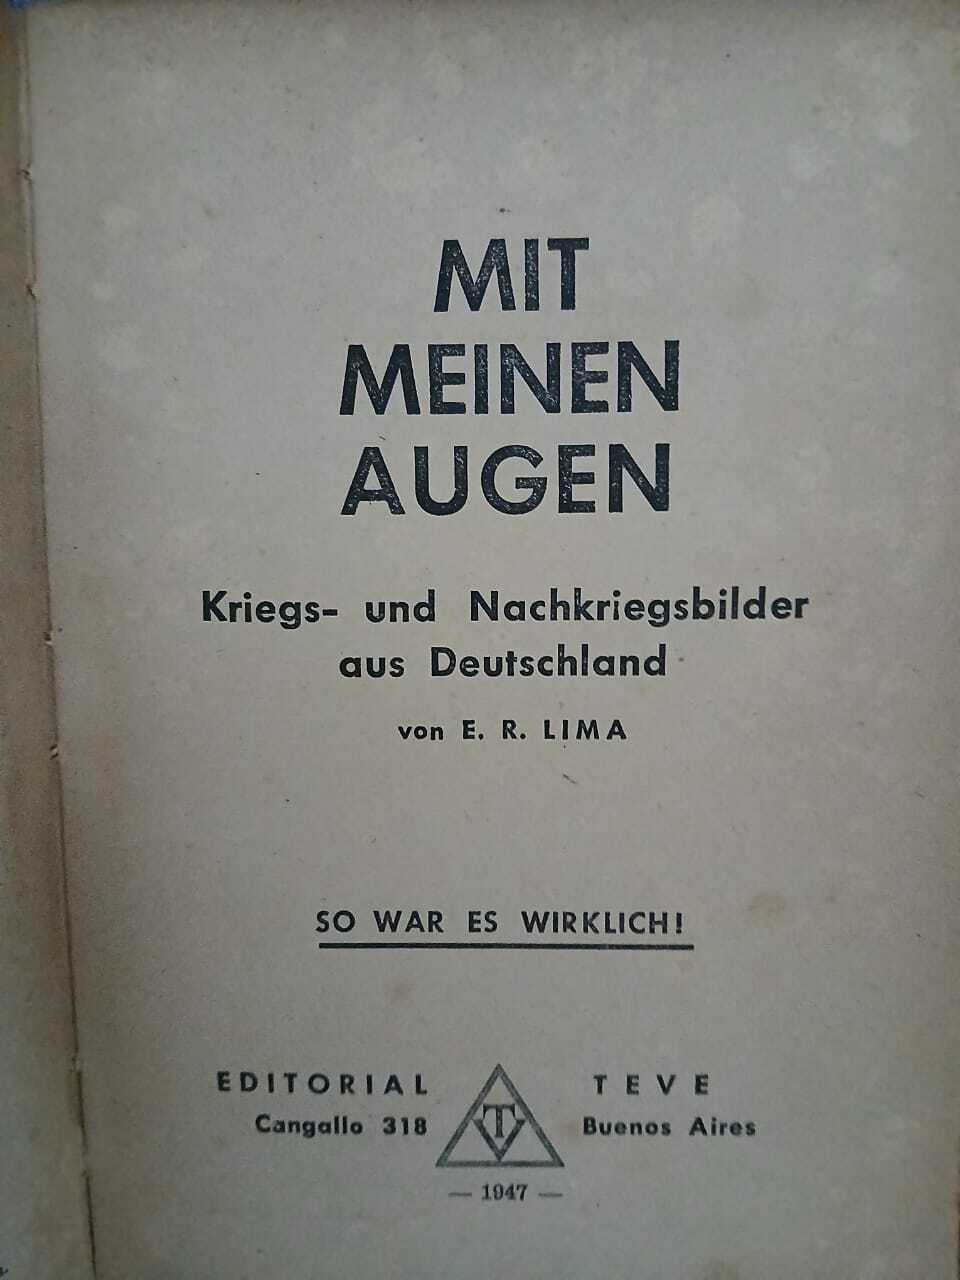 MIT
MEINEN
AUGEN
Kriegs- und Nachkriegsbilder
aus Deutschland
von E. R. LIMA
SO WAR ES WIRKLICH!
EDITORIAL TEVE
Cangallo 318 Buenos Aires
TV
— 1947 —